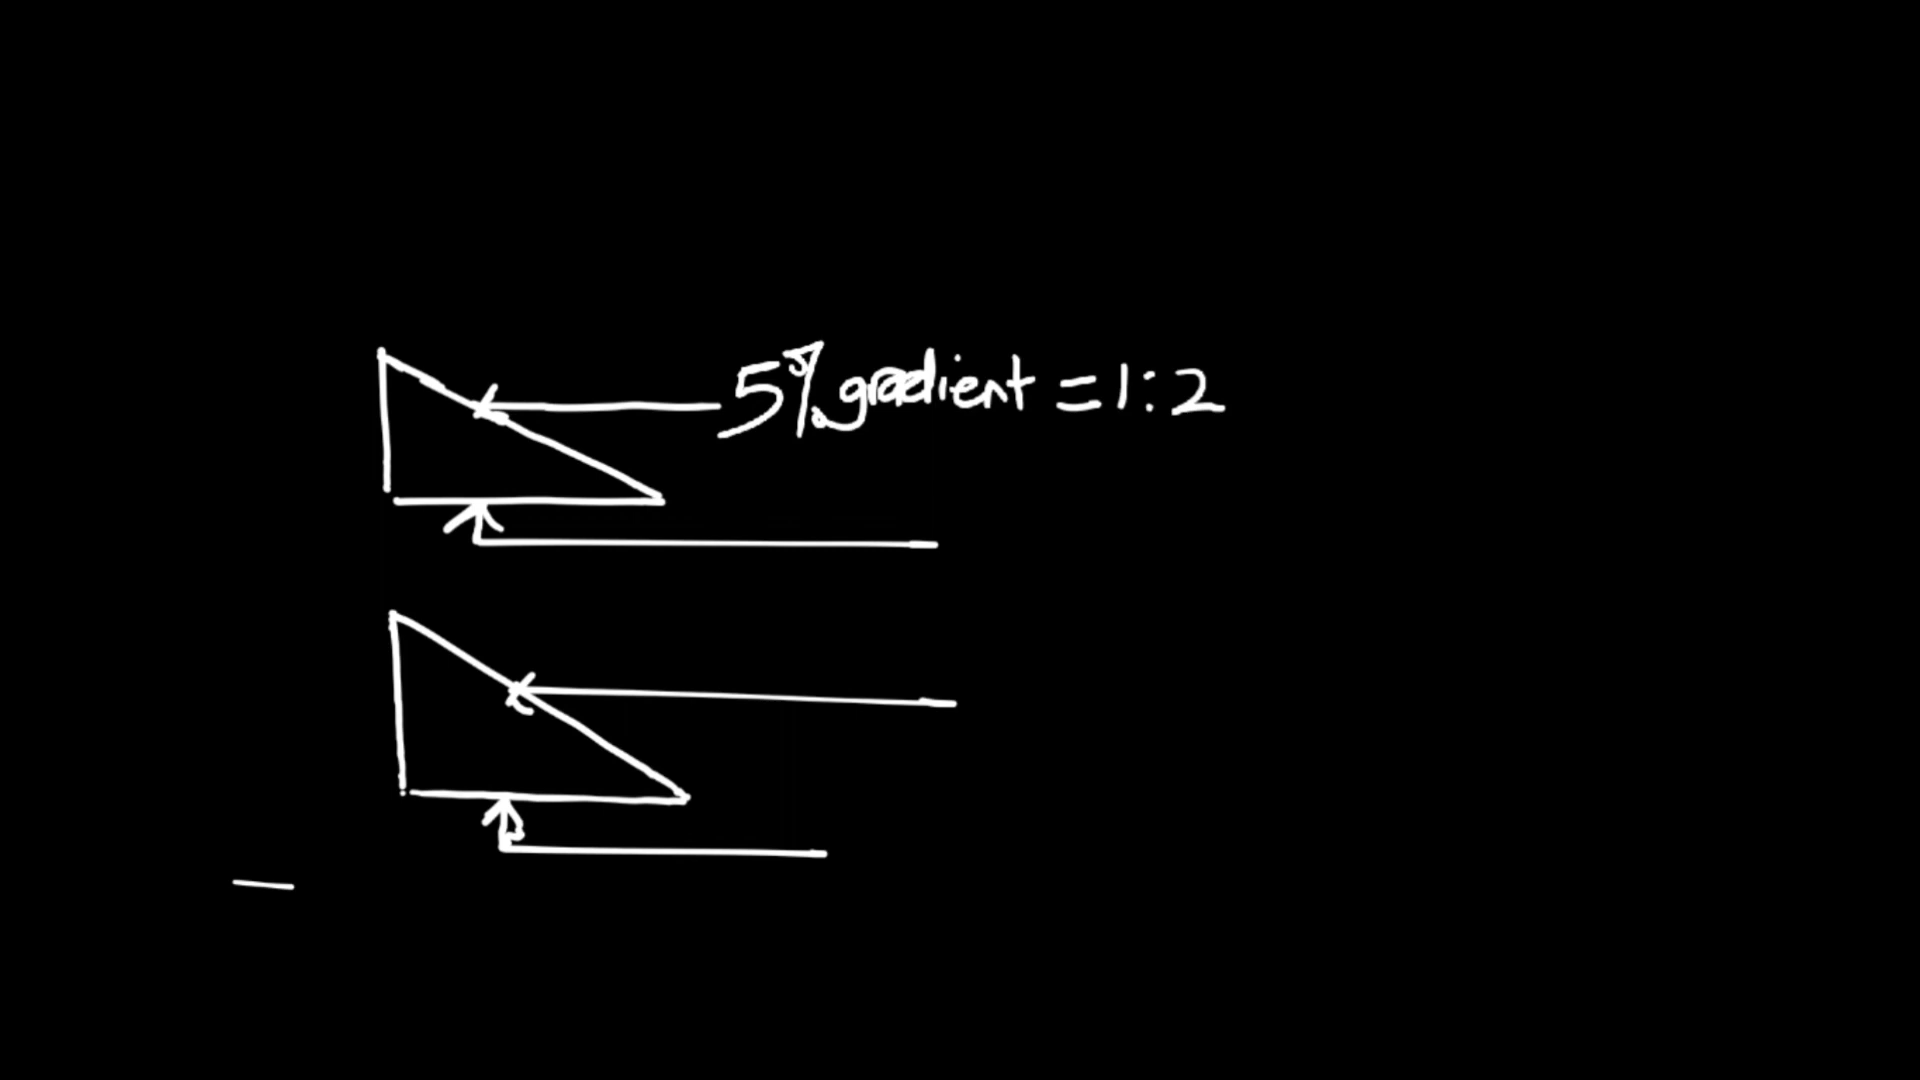 5% gradient = 1:2